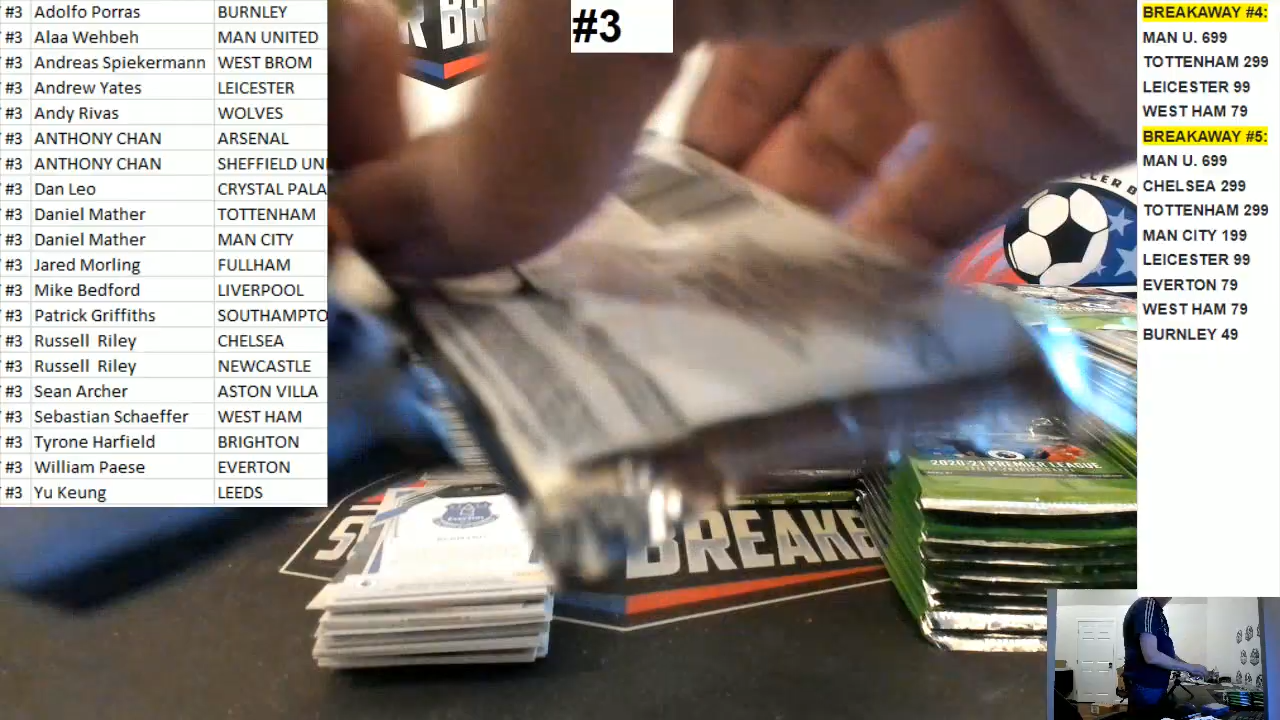 #3 Adolfo Porras BURNLEY
#3 Alaa Wehbeh MAN UNITED
#3 Andreas Spiekermann WEST BROM
#3 Andrew Yates LEICESTER
#3 Andy Rivas WOLVES
#3 ANTHONY CHAN ARSENAL
#3 ANTHONY CHAN SHEFFIELD UNI
#3 Dan Leo CRYSTAL PALA
#3 Daniel Mather TOTTENHAM
#3 Daniel Mather MAN CITY
#3 Jared Morling FULLHAM
#3 Mike Bedford LIVERPOOL
#3 Patrick Griffiths SOUTHAMPTO
#3 Russell Riley CHELSEA
#3 Russell Riley NEWCASTLE
#3 Sean Archer ASTON VILLA
#3 Sebastian Schaeffer WEST HAM
#3 Tyrone Harfield BRIGHTON
#3 William Paese EVERTON
#3 Yu Keung LEEDS
#3
BREAKAWAY #4:
MAN U. 699
TOTTENHAM 299
LEICESTER 99
WEST HAM 79
BREAKAWAY #5:
MAN U. 699
CHELSEA 299
TOTTENHAM 299
MAN CITY 199
LEICESTER 99
EVERTON 79
WEST HAM 79
BURNLEY 49
2020-21 PREMIER LEAGUE
EVERTON
BREAKE